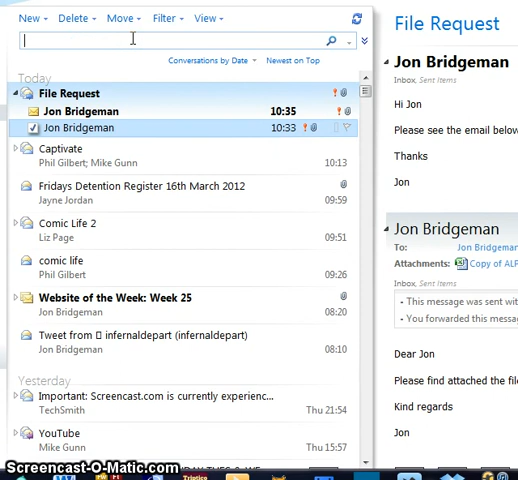 New Delete Move Filter View
Conversations by Date Newest on Top
Today
File Request
Jon Bridgeman 10:35
Jon Bridgeman 10:33
Captivate
Phil Gilbert; Mike Gunn 10:13
Fridays Detention Register 16th March 2012
Jayne Jordan 09:59
Comic Life 2
Liz Page 09:51
comic life
Phil Gilbert 09:26
Website of the Week: Week 25
Jon Bridgeman 08:20
Tweet from infernaldepart (infernaldepart)
Jon Bridgeman 08:10
Yesterday
Important: Screencast.com is currently experienc...
TechSmith Thu 21:54
YouTube
Mike Gunn Thu 15:57
File Request
Jon Bridgeman
Inbox, Sent Items
Hi Jon
Please see the email below
Thanks
Jon
Jon Bridgeman
To: Jon Bridgeman
Attachments: Copy of ALP
Inbox, Sent Items
• This message was sent wit
• You forwarded this messa
Dear Jon
Please find attached the f
Kind regards
Jon
Screencast-O-Matic.com
Triptico